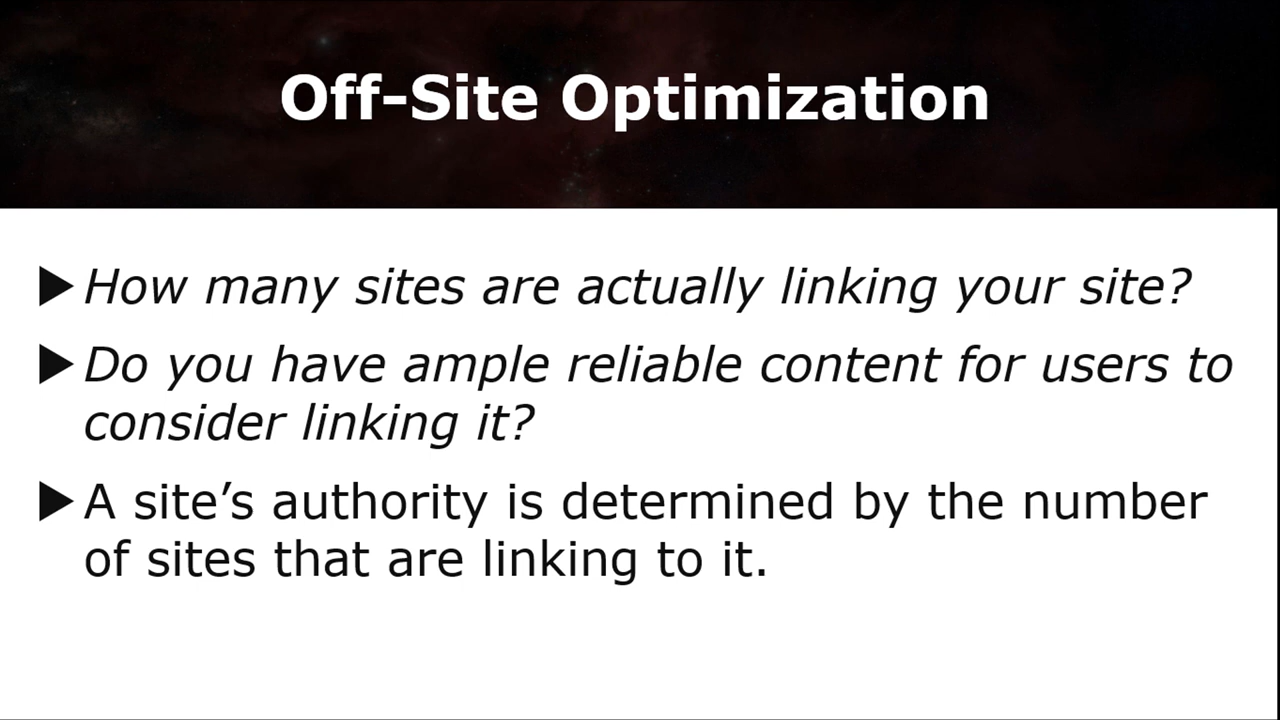 Off-Site Optimization
How many sites are actually linking your site?
Do you have ample reliable content for users to
consider linking it?
A site’s authority is determined by the number
of sites that are linking to it.